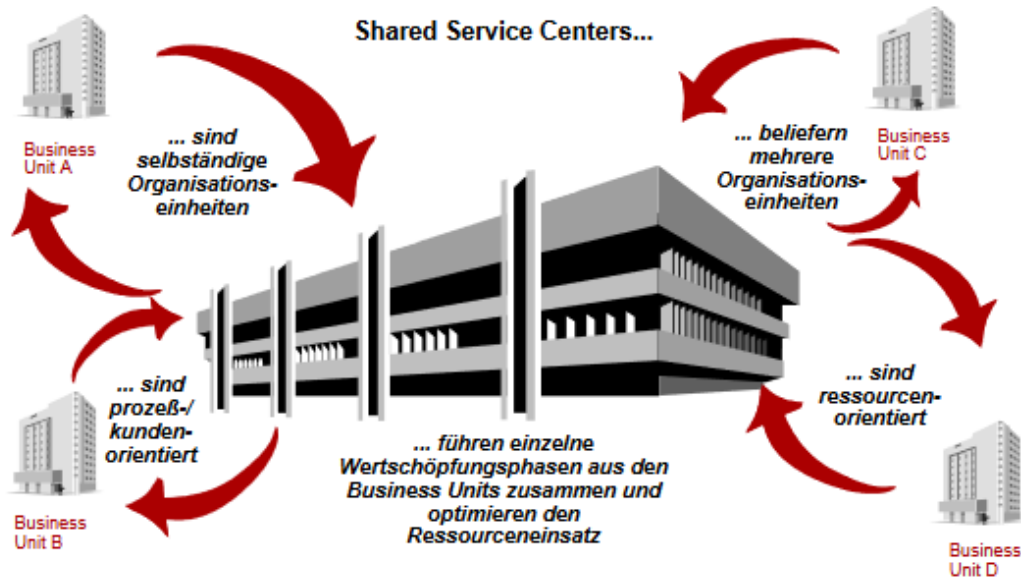 Shared Service Centers...
Business
Unit A
... sind
selbständige
Organisations-
einheiten
... beliefern
mehrere
Organisations-
einheiten
Business
Unit C
... sind
prozeß-/
kunden-
orientiert
... sind
ressourcen-
orientiert
... führen einzelne
Wertschöpfungsphasen aus den
Business Units zusammen und
optimieren den
Ressourceneinsatz
Business
Unit B
Business
Unit D